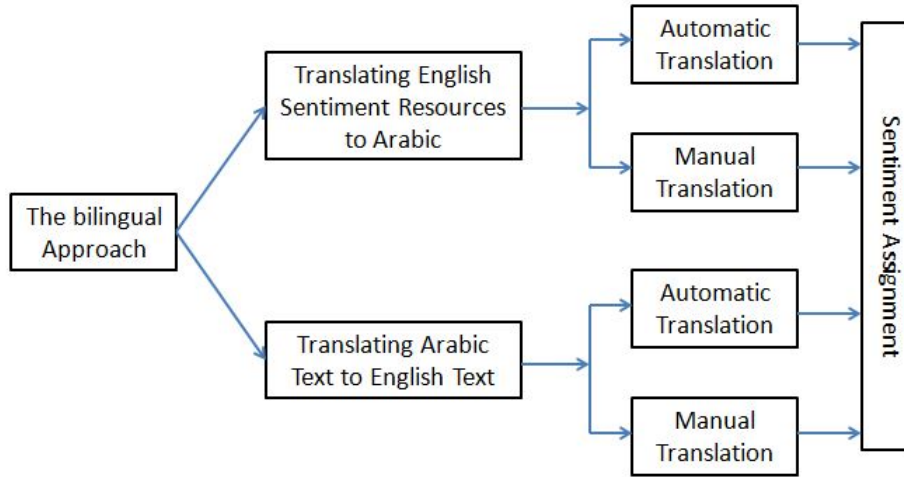 The bilingual
Approach
Translating English
Sentiment Resources
to Arabic
Automatic
Translation
Manual
Translation
Translating Arabic
Text to English Text
Automatic
Translation
Manual
Translation
Sentiment Assignment